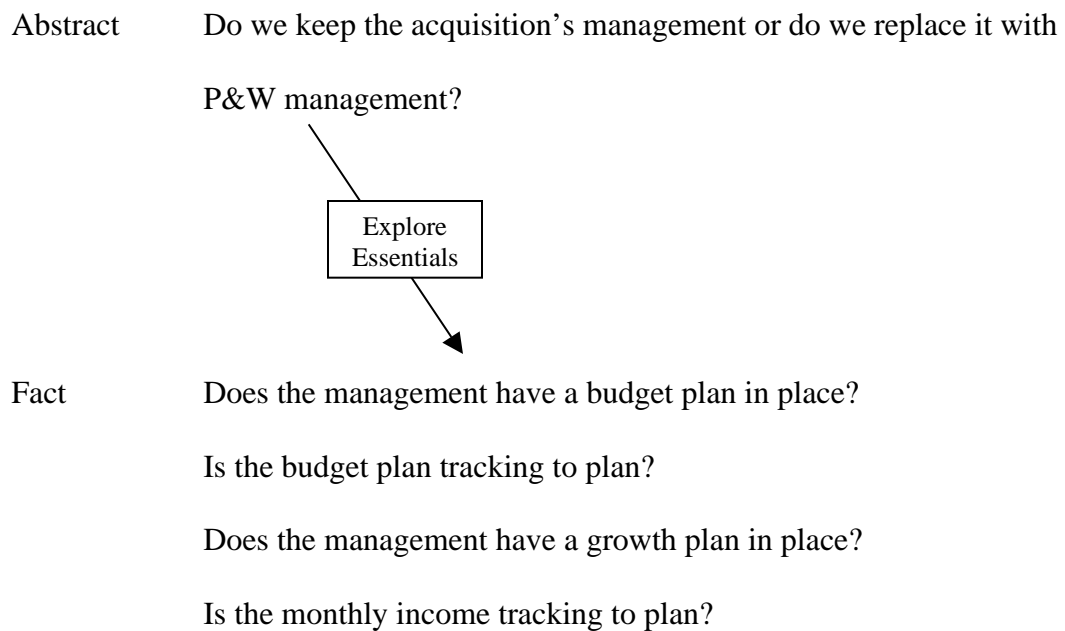 Abstract Do we keep the acquisition’s management or do we replace it with
P&W management?
Explore
Essentials
Fact Does the management have a budget plan in place?
Is the budget plan tracking to plan?
Does the management have a growth plan in place?
Is the monthly income tracking to plan?